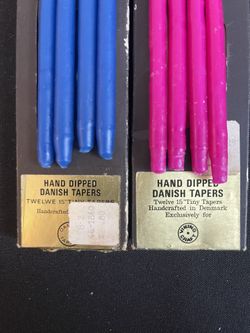 HAND DIPPED
DANISH TAPERS
TWELVE 15" TINY TAPERS
Handcrafted
HAND DIPPED
DANISH TAPERS
Twelve 15" Tiny Tapers
Handcrafted in Denmark
Exclusively for